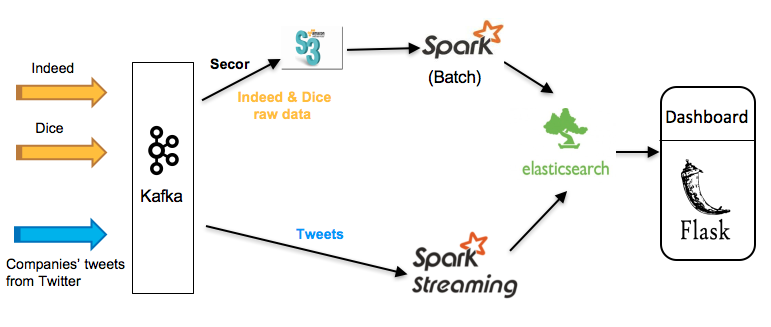 Indeed
Dice
Companies' tweets
from Twitter
Kafka
Secor
amazon
S3
Indeed & Dice
raw data
Spark
(Batch)
Tweets
Spark
Streaming
elasticsearch
Dashboard
Flask